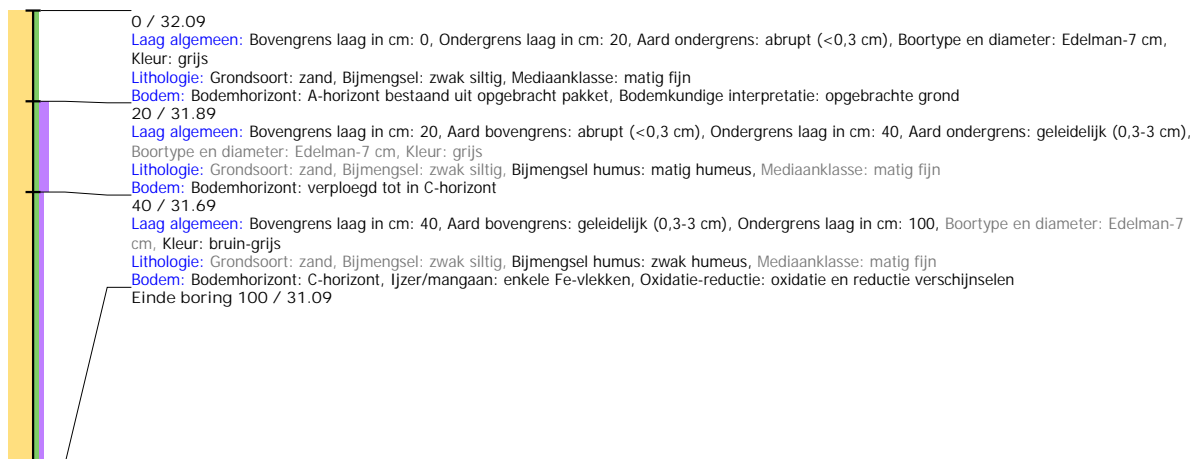 0 / 32.09
Laag algemeen: Bovengrens laag in cm: 0, Ondergrens laag in cm: 20, Aard ondergrens: abrupt (<0,3 cm), Boortype en diameter: Edelman-7 cm,
Kleur: grijs
Lithologie: Grondsoort: zand, Bijmengsel: zwak siltig, Mediaanklasse: matig fijn
Bodem: Bodemhorizont: A-horizont bestaand uit opgebracht pakket, Bodemkundige interpretatie: opgebrachte grond
20 / 31.89
Laag algemeen: Bovengrens laag in cm: 20, Aard bovengrens: abrupt (<0,3 cm), Ondergrens laag in cm: 40, Aard ondergrens: geleidelijk (0,3-3 cm),
Boortype en diameter: Edelman-7 cm, Kleur: grijs
Lithologie: Grondsoort: zand, Bijmengsel: zwak siltig, Bijmengsel humus: matig humeus, Mediaanklasse: matig fijn
Bodem: Bodemhorizont: verploegd tot in C-horizont
40 / 31.69
Laag algemeen: Bovengrens laag in cm: 40, Aard bovengrens: geleidelijk (0,3-3 cm), Ondergrens laag in cm: 100, Boortype en diameter: Edelman-7
cm, Kleur: bruin-grijs
Lithologie: Grondsoort: zand, Bijmengsel: zwak siltig, Bijmengsel humus: zwak humeus, Mediaanklasse: matig fijn
Bodem: Bodemhorizont: C-horizont, Ijzer/mangaan: enkele Fe-vlekken, Oxidatie-reductie: oxidatie en reductie verschijnselen
Einde boring 100 / 31.09